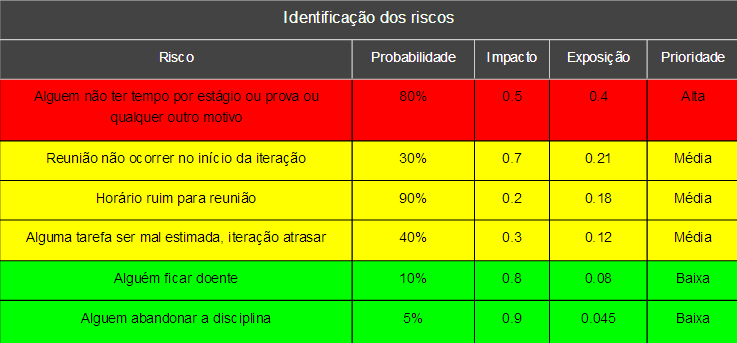 Identificação dos riscos
Risco Probabilidade Impacto Exposição Prioridade
Alguem não ter tempo por estágio ou prova ou
qualquer outro motivo 80% 0.5 0.4 Alta
Reunião não ocorrer no início da iteração 30% 0.7 0.21 Média
Horário ruim para reunião 90% 0.2 0.18 Média
Alguma tarefa ser mal estimada, iteração atrasar 40% 0.3 0.12 Média
Alguém ficar doente 10% 0.8 0.08 Baixa
Alguem abandonar a disciplina 5% 0.9 0.045 Baixa